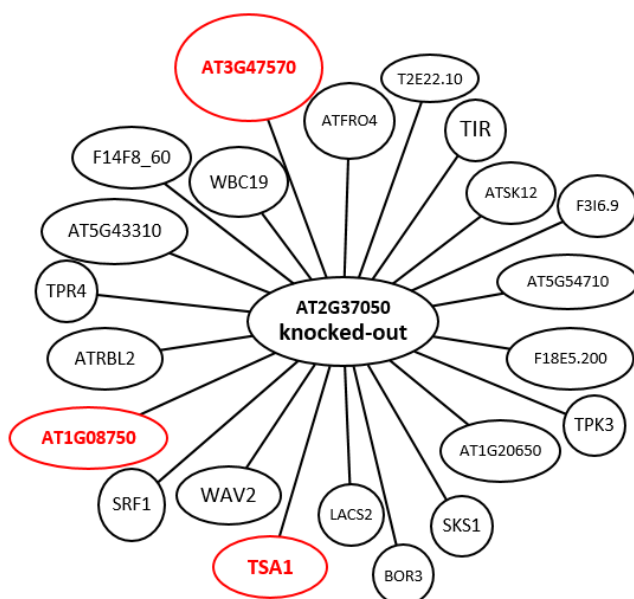 AT3G47570
T2E22.10
ATFRO4
TIR
F14F8_60
WBC19
ATSK12
F3I6.9
AT5G43310
AT5G54710
TPR4
AT2G37050
knocked-out
ATRBL2
F18E5.200
AT1G08750
TPK3
AT1G20650
SRF1
WAV2
LACS2
SKS1
TSA1
BOR3